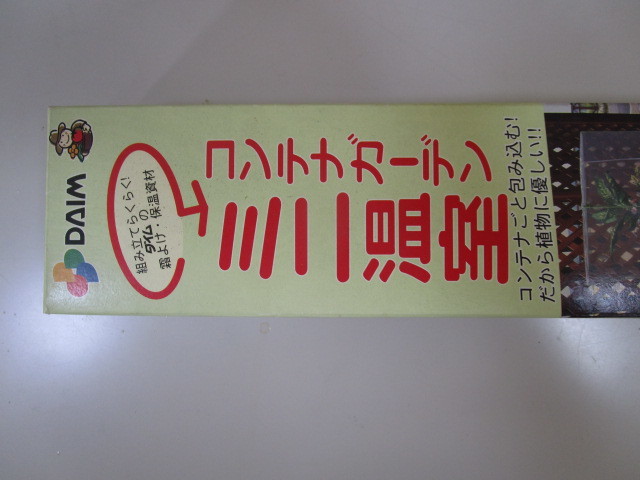 DAIM
組み立てらくらく!
ダイムの
霜よけ・保温資材
コンテナガーデン
ミニ温室
コンテナごと包み込む!
だから植物に優しい!!